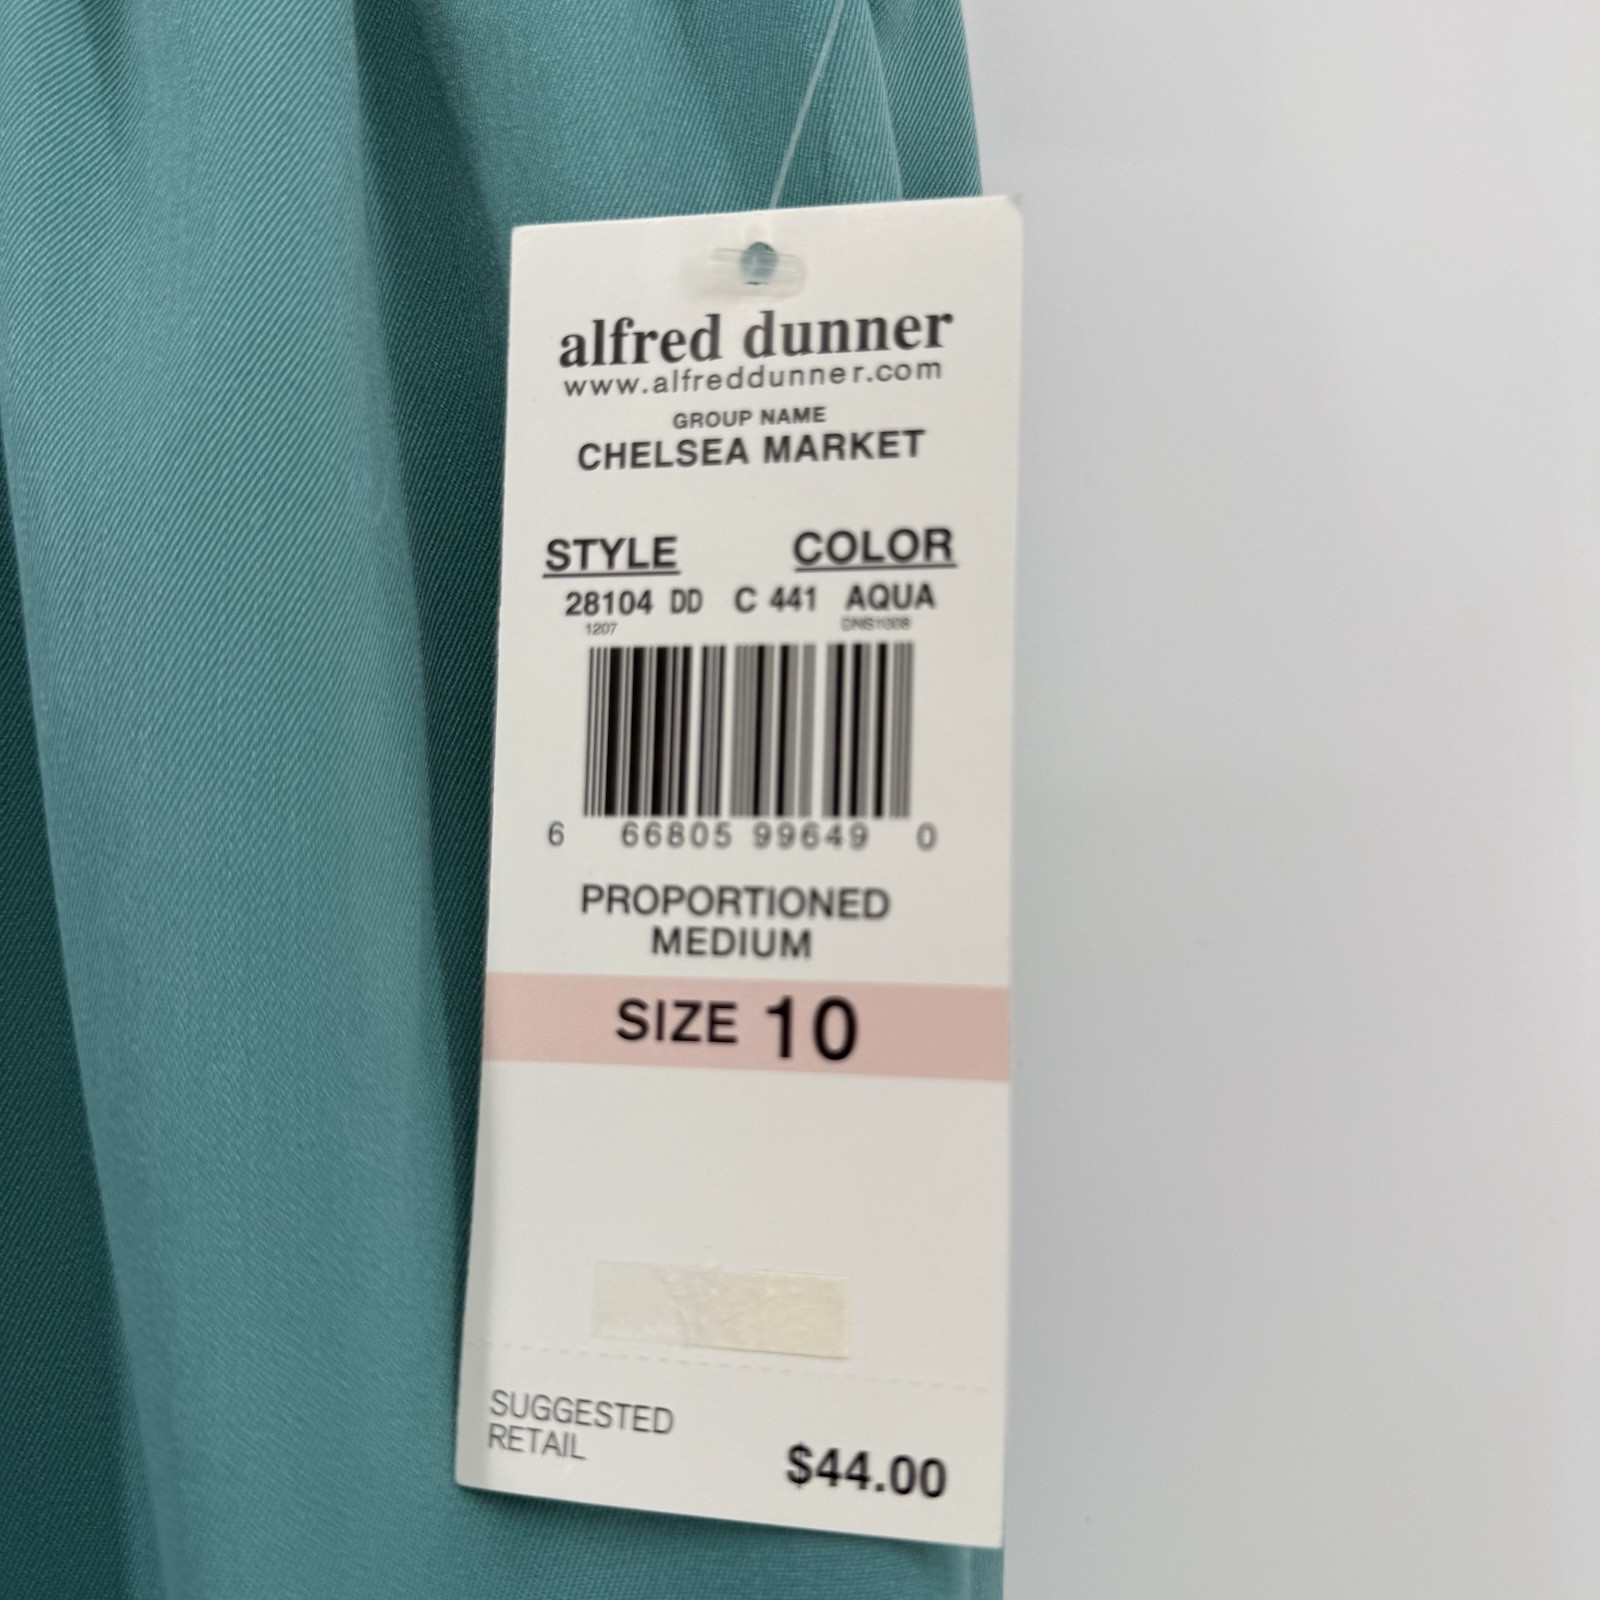 alfred dunner
www.alfreddunner.com
GROUP NAME
CHELSEA MARKET
STYLE COLOR
28104 DD C 441 AQUA
1207 DNS1008
6 66805 99649 0
PROPORTIONED
MEDIUM
SIZE 10
SUGGESTED
RETAIL
$44.00